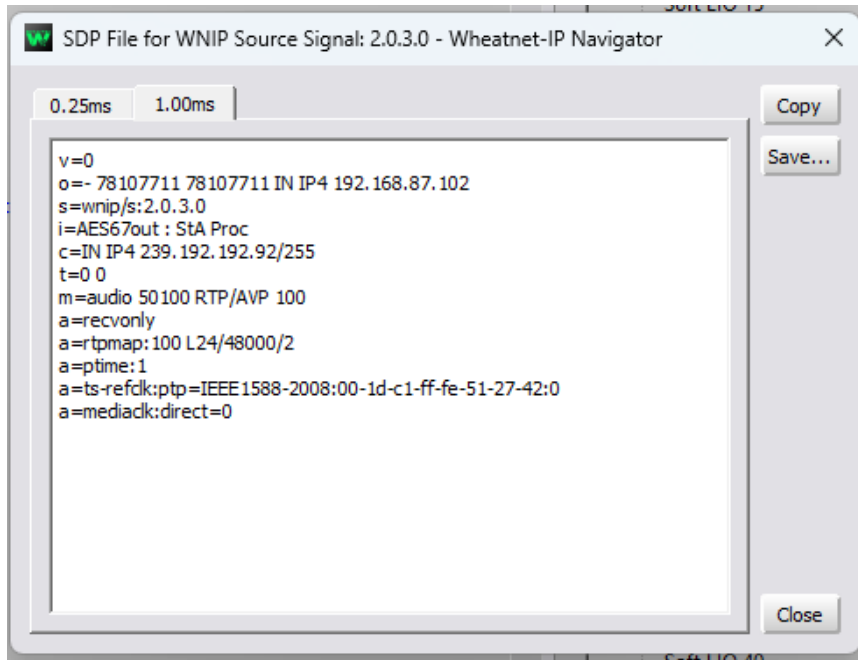 SDP File for WNIP Source Signal: 2.0.3.0 - Wheatnet-IP Navigator
0.25ms
1.00ms
Copy
Save...
v=0
o=- 78107711 78107711 IN IP4 192.168.87.102
s=wnip/s:2.0.3.0
i=AES67out : StA Proc
c=IN IP4 239.192.192.92/255
t=0 0
m=audio 50100 RTP/AVP 100
a=recvonly
a=rtpmap:100 L24/48000/2
a=ptime:1
a=ts-refclk:ptp=IEEE1588-2008:00-1d-c1-ff-fe-51-27-42:0
a=mediaclk:direct=0
Close